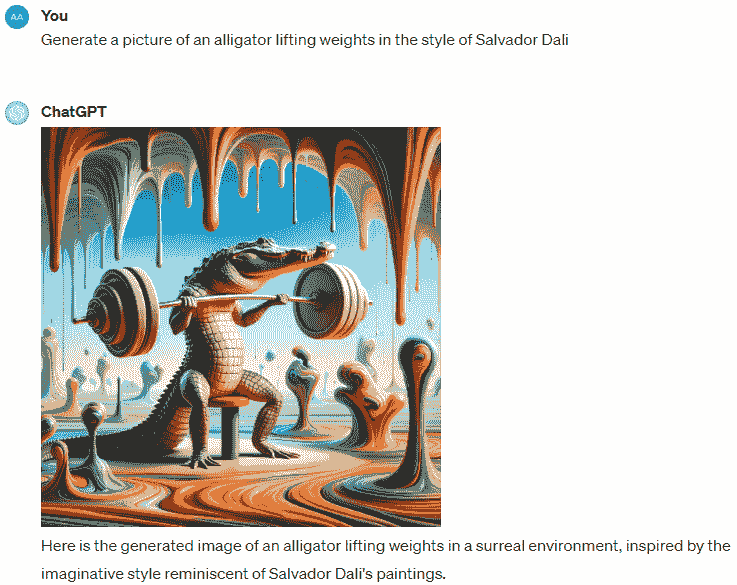 AA You
Generate a picture of an alligator lifting weights in the style of Salvador Dali
ChatGPT
Here is the generated image of an alligator lifting weights in a surreal environment, inspired by the
imaginative style reminiscent of Salvador Dali's paintings.